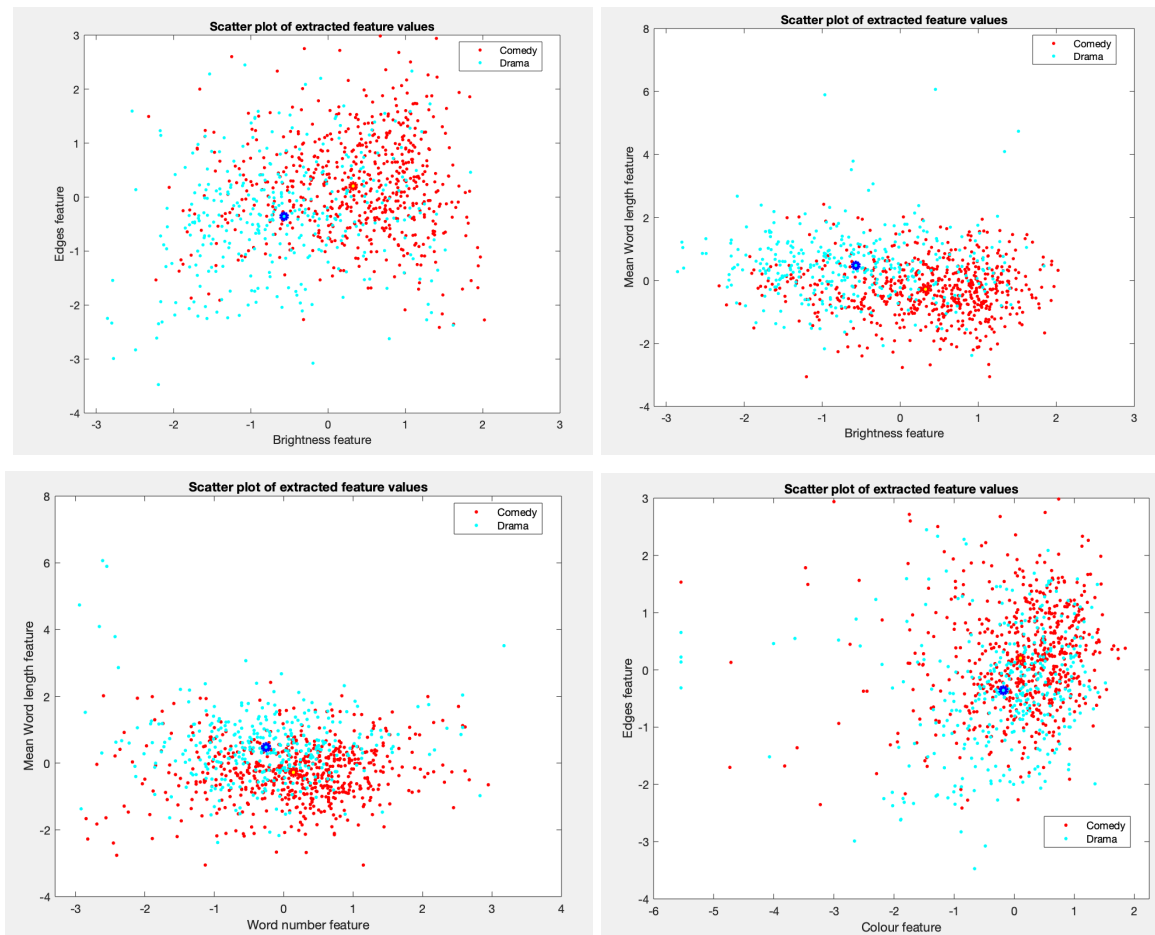 Scatter plot of extracted feature values
3
2
1
0
-1
-2
-3
-4
Edges feature
-3 -2 -1 0 1 2 3
Brightness feature
Comedy
Drama
Scatter plot of extracted feature values
8
6
4
2
0
-2
-4
Mean Word length feature
-3 -2 -1 0 1 2 3
Brightness feature
Comedy
Drama
Scatter plot of extracted feature values
8
6
4
2
0
-2
-4
Mean Word length feature
-3 -2 -1 0 1 2 3 4
Word number feature
Comedy
Drama
Scatter plot of extracted feature values
3
2
1
0
-1
-2
-3
-4
Edges feature
-6 -5 -4 -3 -2 -1 0 1 2
Colour feature
Comedy
Drama